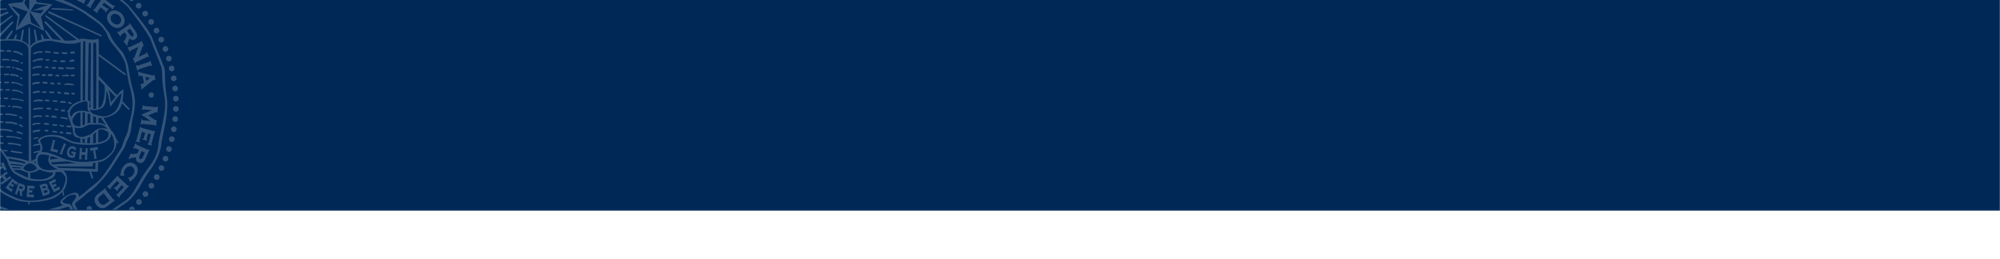 IFORNIA · MERCED
LIGHT
HERE BE